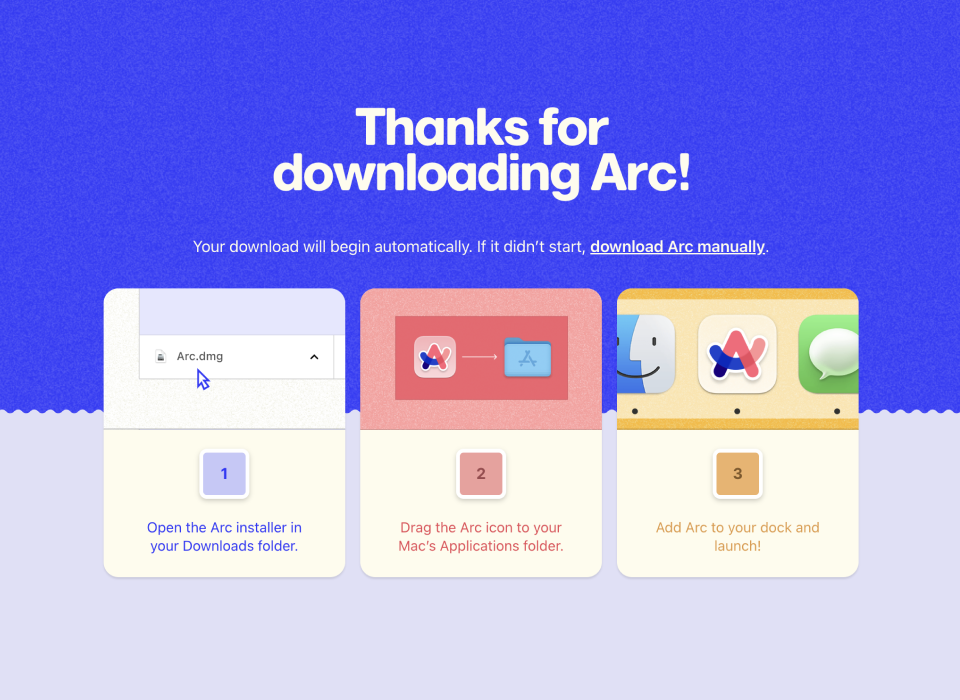 Thanks for
downloading Arc!
Your download will begin automatically. If it didn’t start, download Arc manually.
Arc.dmg
1
Open the Arc installer in
your Downloads folder.
2
Drag the Arc icon to your
Mac’s Applications folder.
3
Add Arc to your dock and
launch!